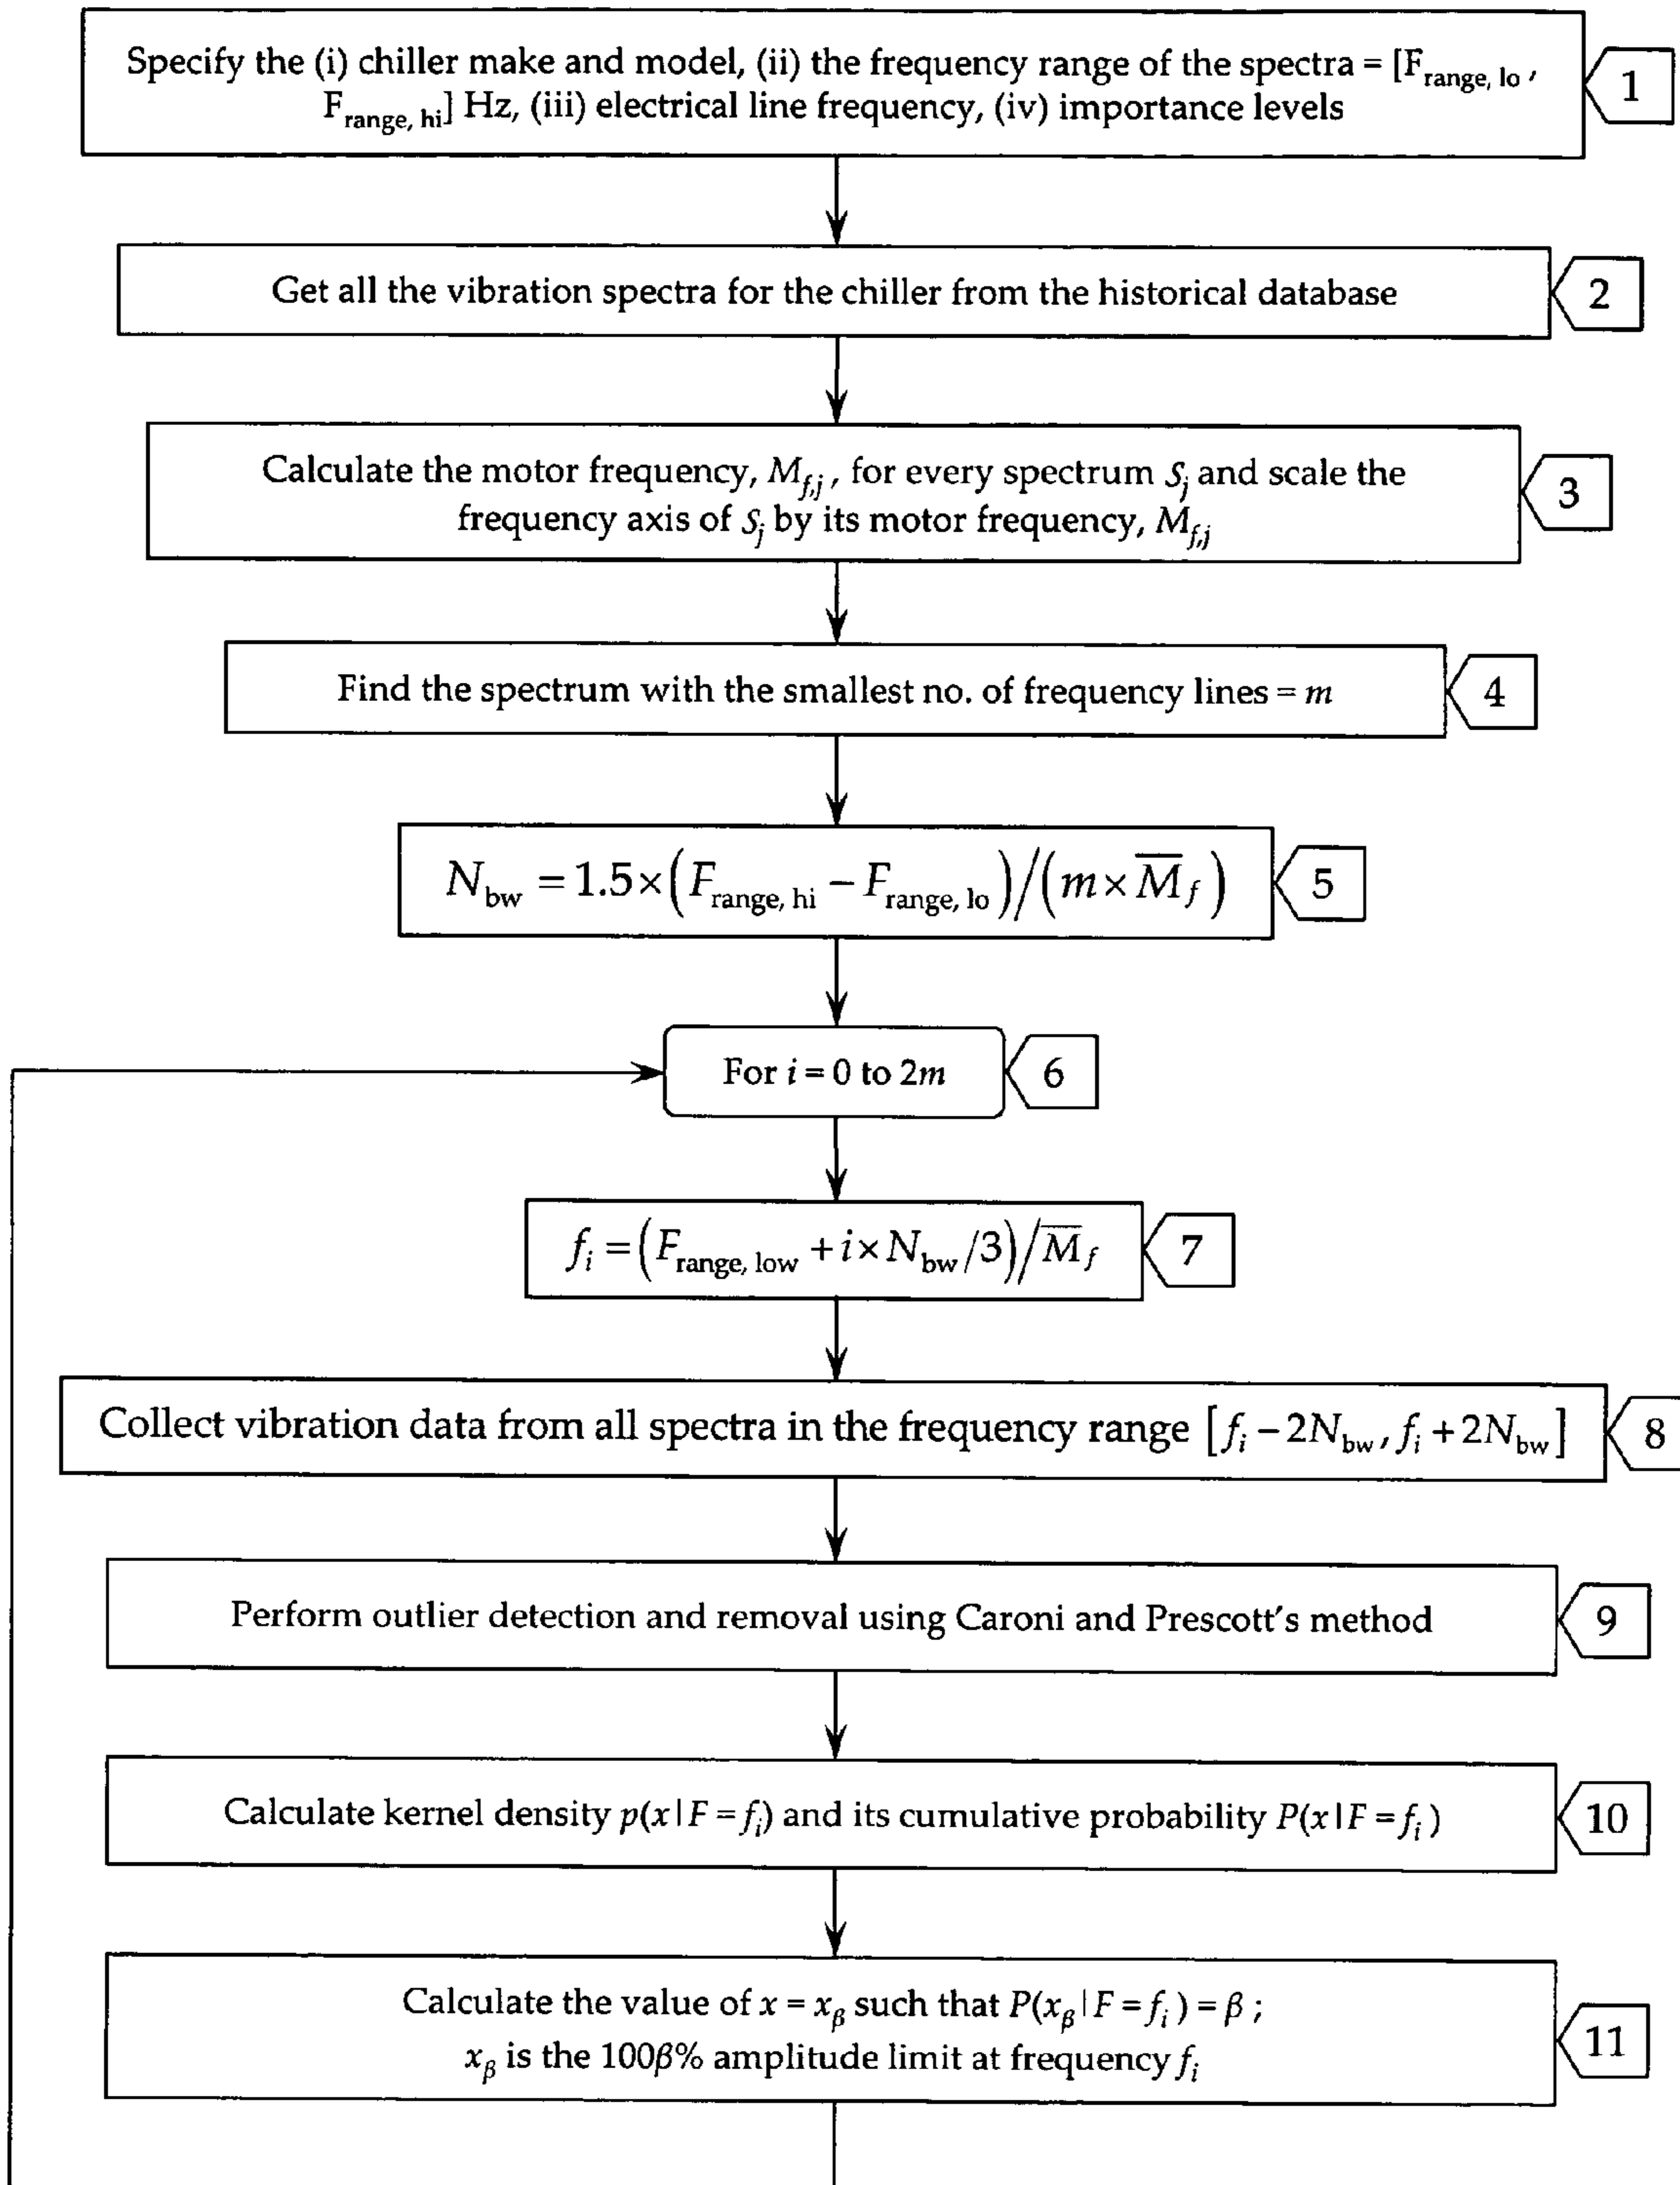 Specify the (i) chiller make and model, (ii) the frequency range of the spectra = [F_range, lo ,
F_range, hi] Hz, (iii) electrical line frequency, (iv) importance levels
1
Get all the vibration spectra for the chiller from the historical database
2
Calculate the motor frequency, M_f,j, for every spectrum S_j and scale the
frequency axis of S_j by its motor frequency, M_f,j
3
Find the spectrum with the smallest no. of frequency lines = m
4
N_bw = 1.5×(F_range, hi − F_range, lo)/(m×M̅_f)
5
For i = 0 to 2m
6
f_i = (F_range, low + i×N_bw/3)/M̅_f
7
Collect vibration data from all spectra in the frequency range [f_i − 2N_bw, f_i + 2N_bw]
8
Perform outlier detection and removal using Caroni and Prescott's method
9
Calculate kernel density p(x|F = f_i) and its cumulative probability P(x|F = f_i)
10
Calculate the value of x = x_β such that P(x_β|F = f_i) = β ;
x_β is the 100β% amplitude limit at frequency f_i
11